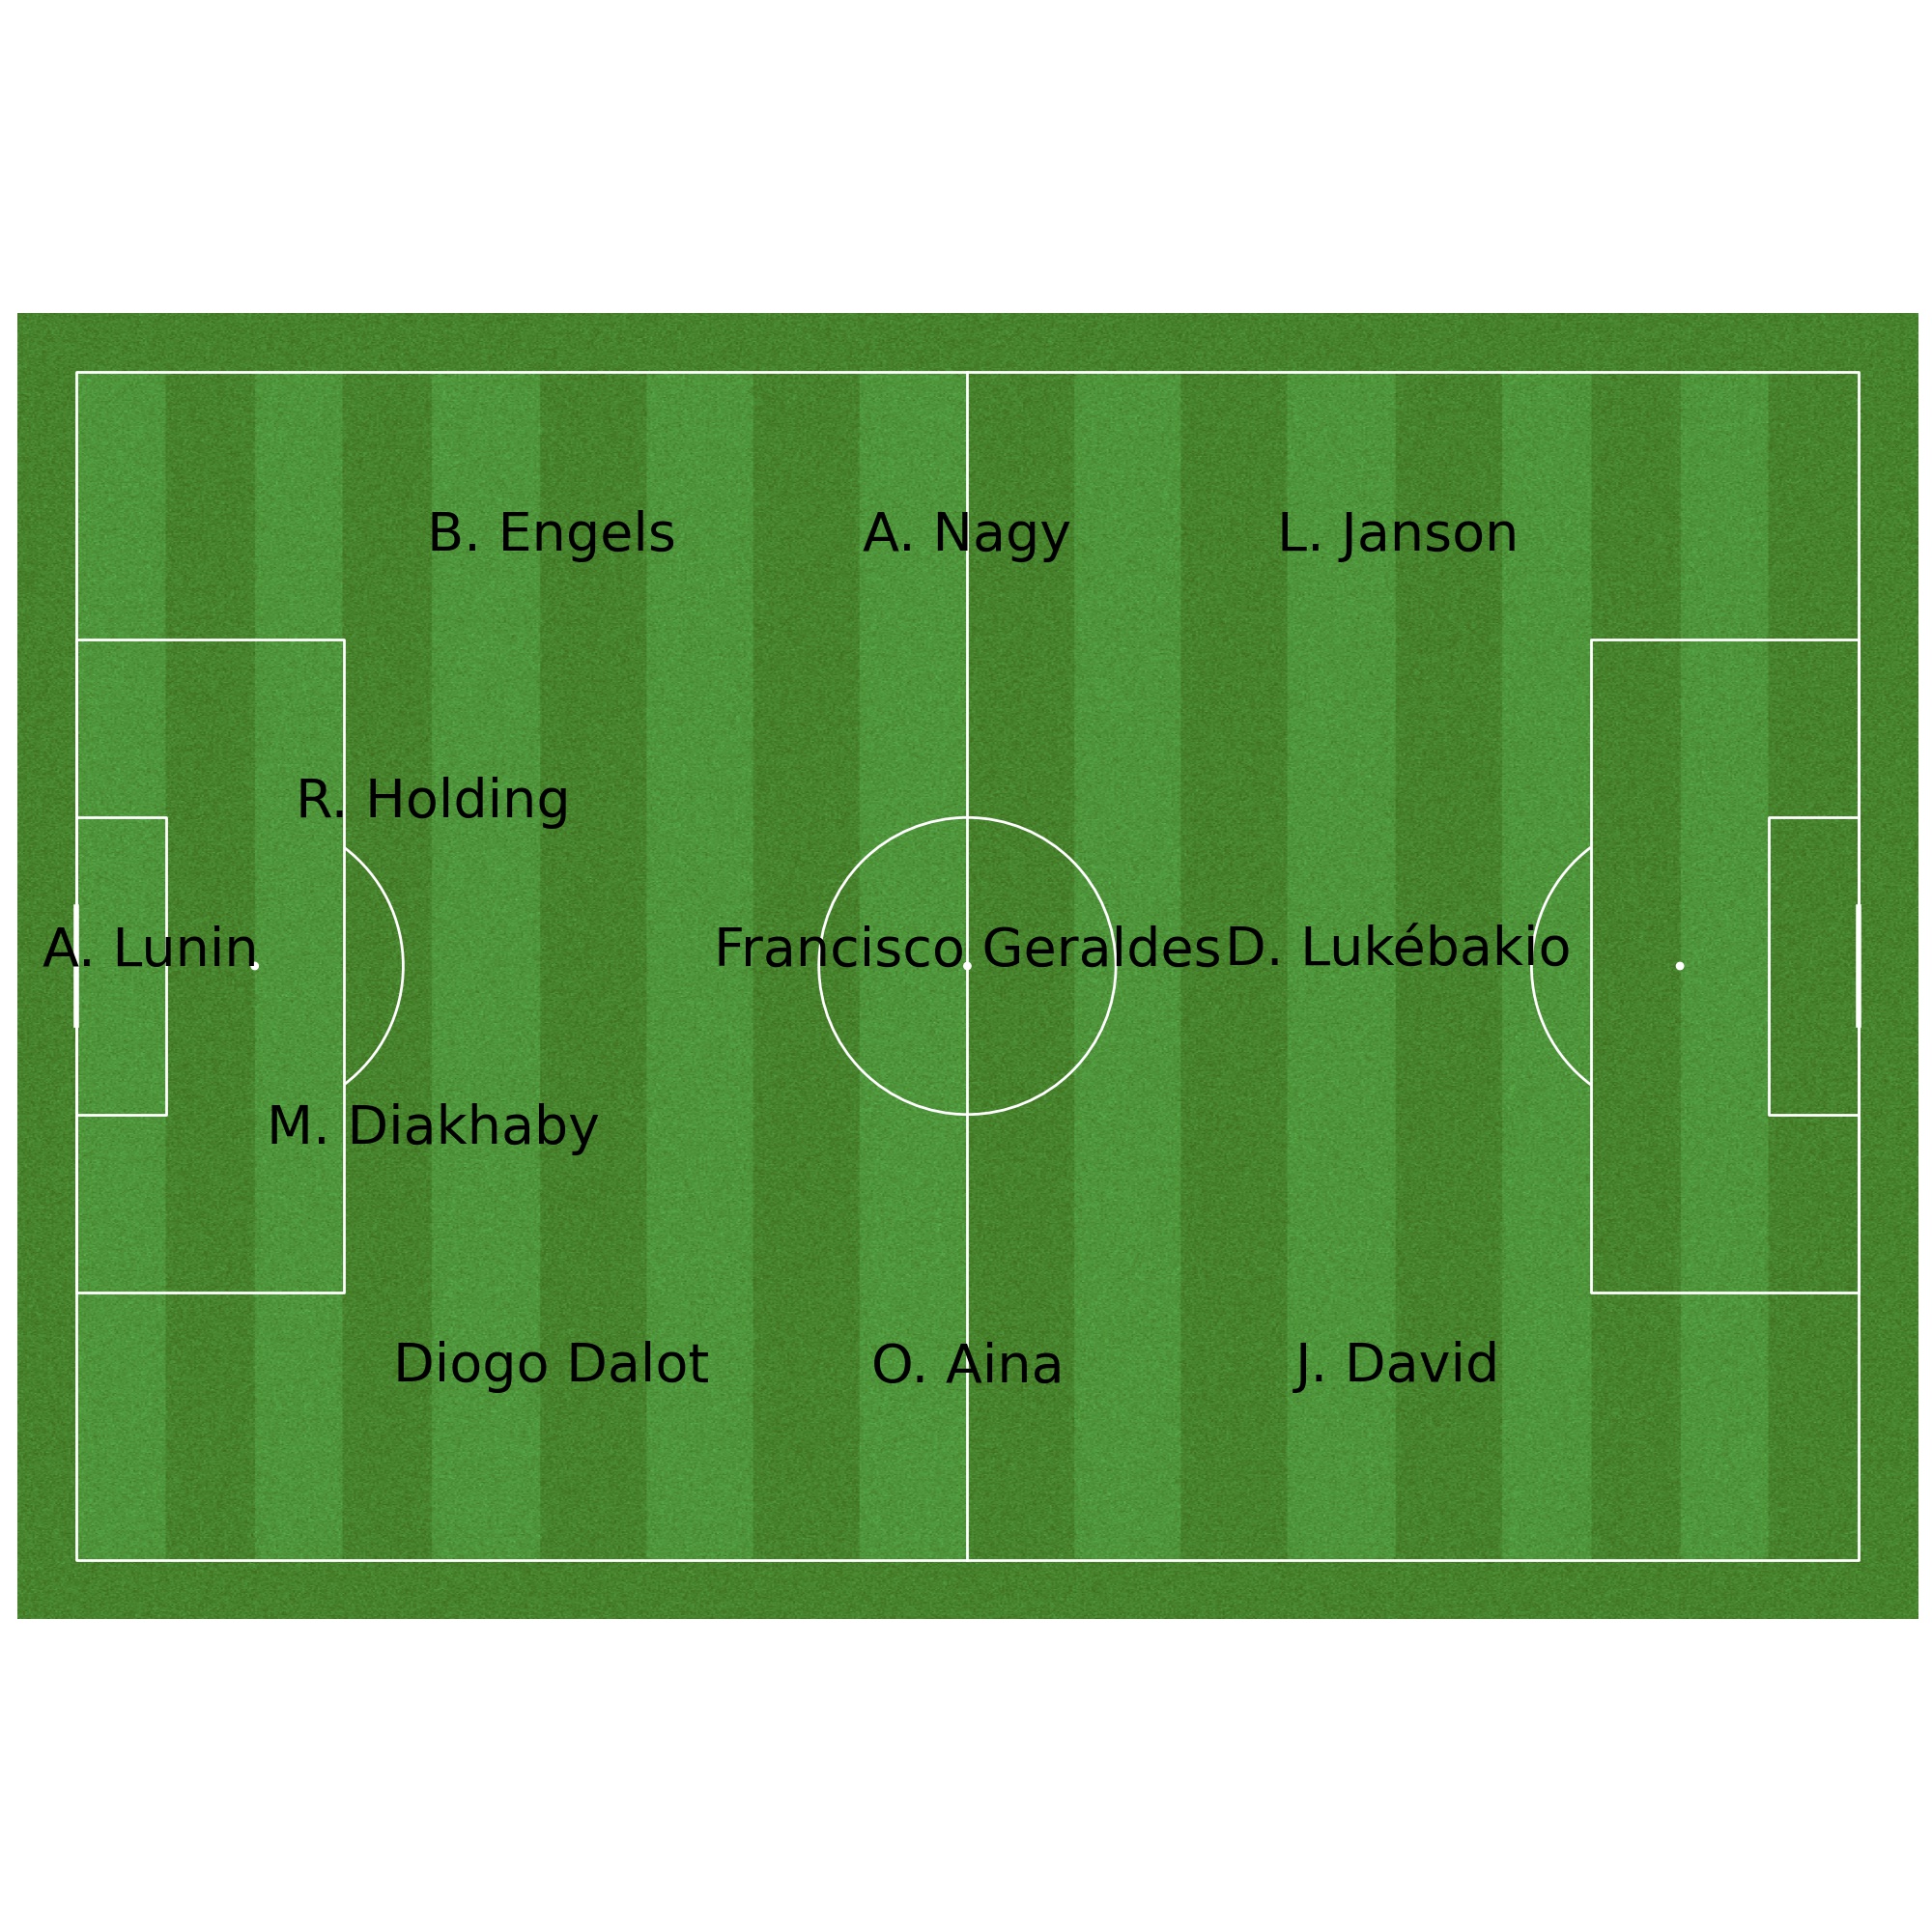 B. Engels
A. Nagy
L. Janson
R. Holding
A. Lunin
Francisco Geraldes
D. Lukébakio
M. Diakhaby
Diogo Dalot
O. Aina
J. David